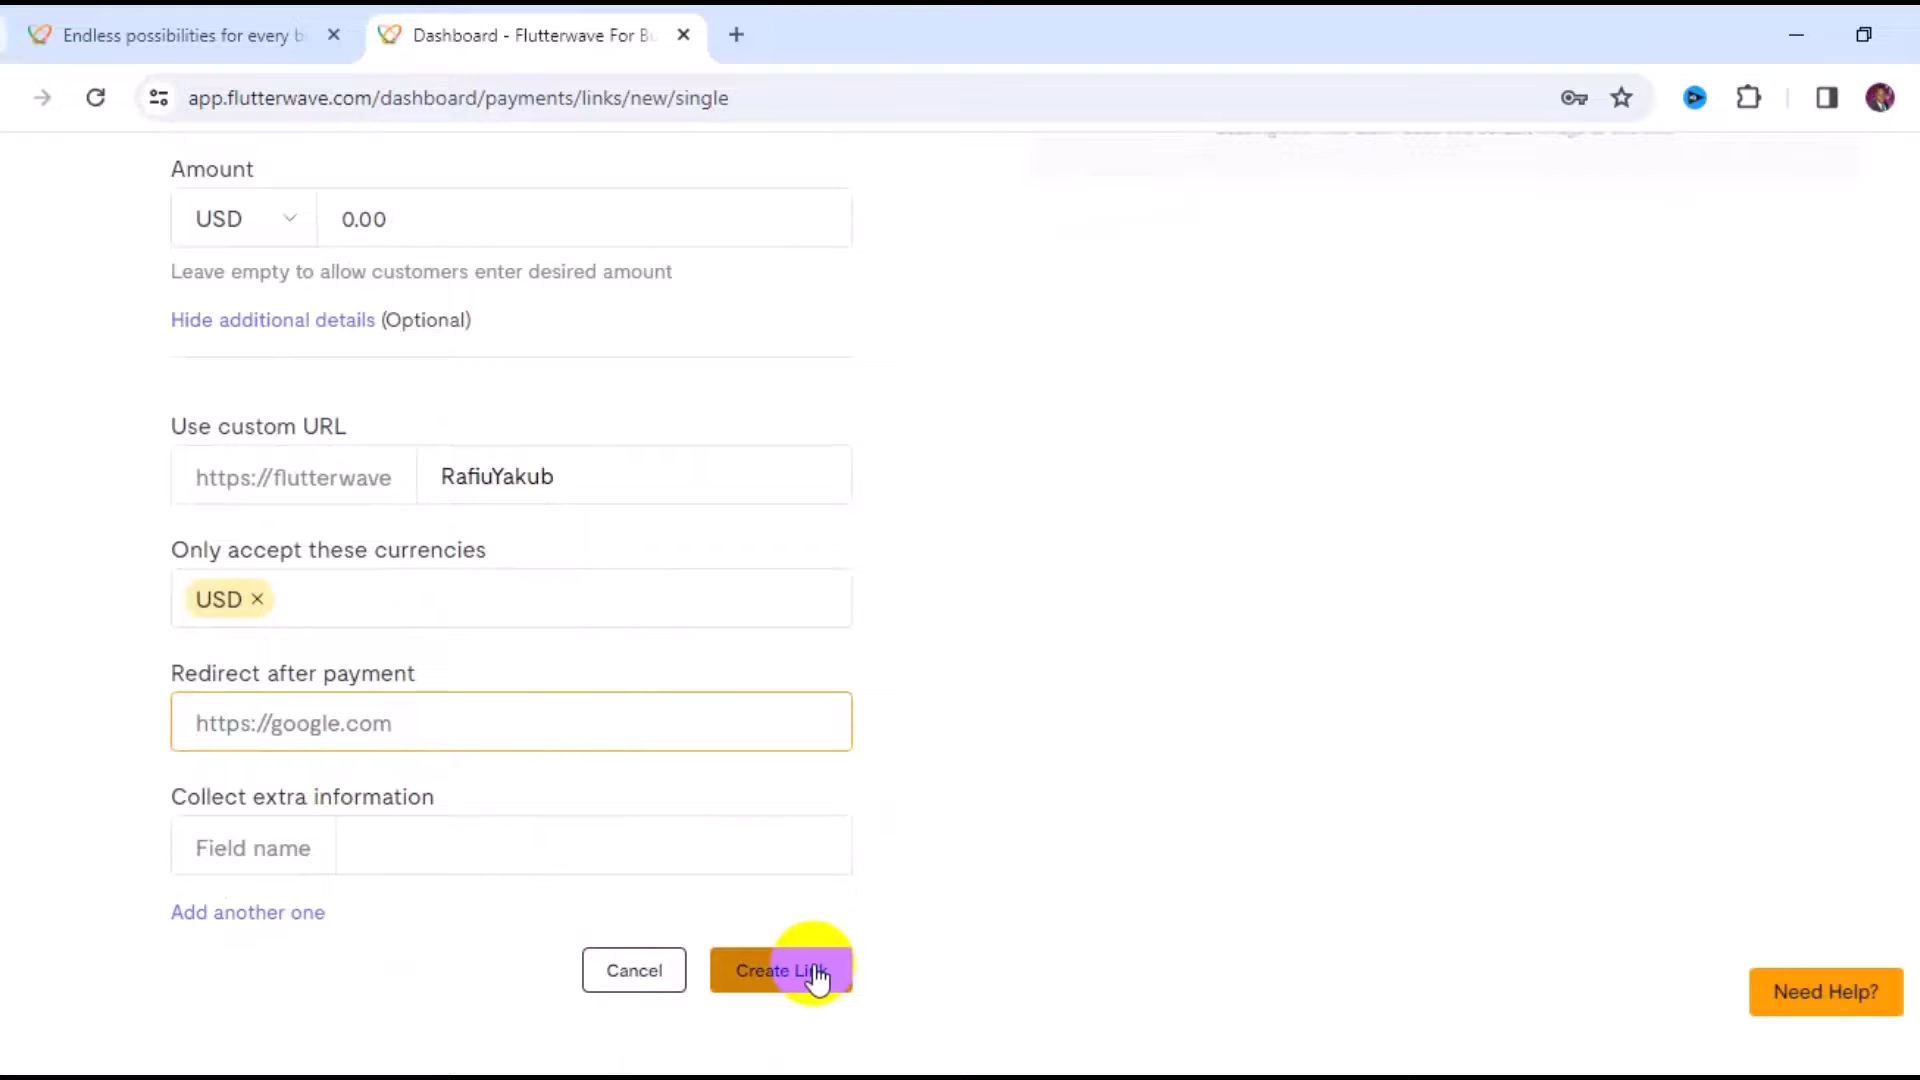 Endless possibilities for every b
Dashboard - Flutterwave For Bu
app.flutterwave.com/dashboard/payments/links/new/single
Amount
USD 0.00
Leave empty to allow customers enter desired amount
Hide additional details (Optional)
Use custom URL
https://flutterwave RafiuYakub
Only accept these currencies
USD ×
Redirect after payment
https://google.com
Collect extra information
Field name
Add another one
Cancel Create Link
Need Help?